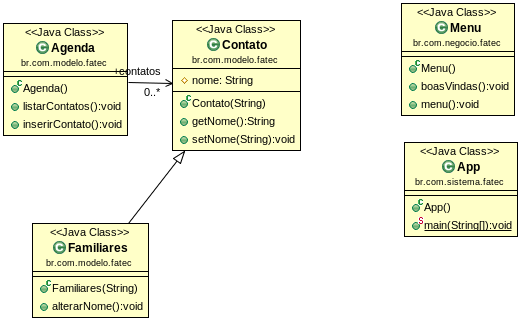 <<Java Class>>
Agenda
br.com.modelo.fatec
Agenda()
listarContatos():void
inserirContato():void
+contatos
0..*
<<Java Class>>
Contato
br.com.modelo.fatec
nome: String
Contato(String)
getNome():String
setNome(String):void
<<Java Class>>
Menu
br.com.negocio.fatec
Menu()
boasVindas():void
menu():void
<<Java Class>>
App
br.com.sistema.fatec
App()
main(String[]):void
<<Java Class>>
Familiares
br.com.modelo.fatec
Familiares(String)
alterarNome():void